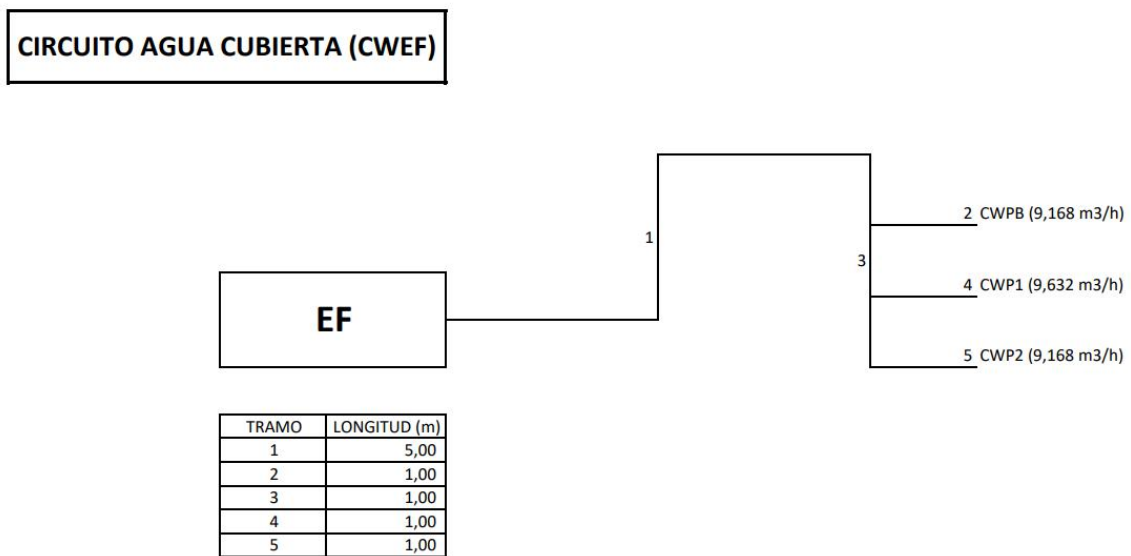 CIRCUITO AGUA CUBIERTA (CWEF)
2 CWPB (9,168 m3/h)
1
3
4 CWP1 (9,632 m3/h)
EF
5 CWP2 (9,168 m3/h)
TRAMO LONGITUD (m)
1 5,00
2 1,00
3 1,00
4 1,00
5 1,00